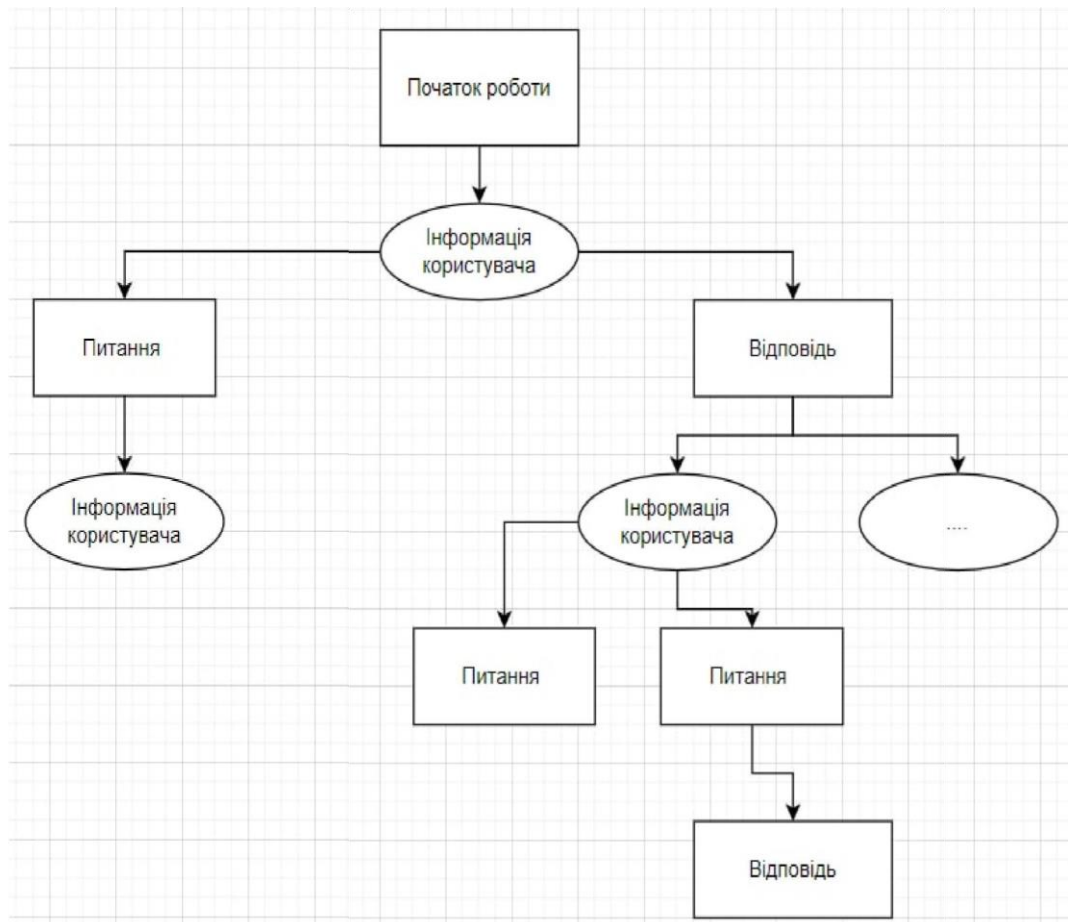 Початок роботи
Інформація
користувача
Питання
Відповідь
Інформація
користувача
Інформація
користувача
....
Питання
Питання
Відповідь